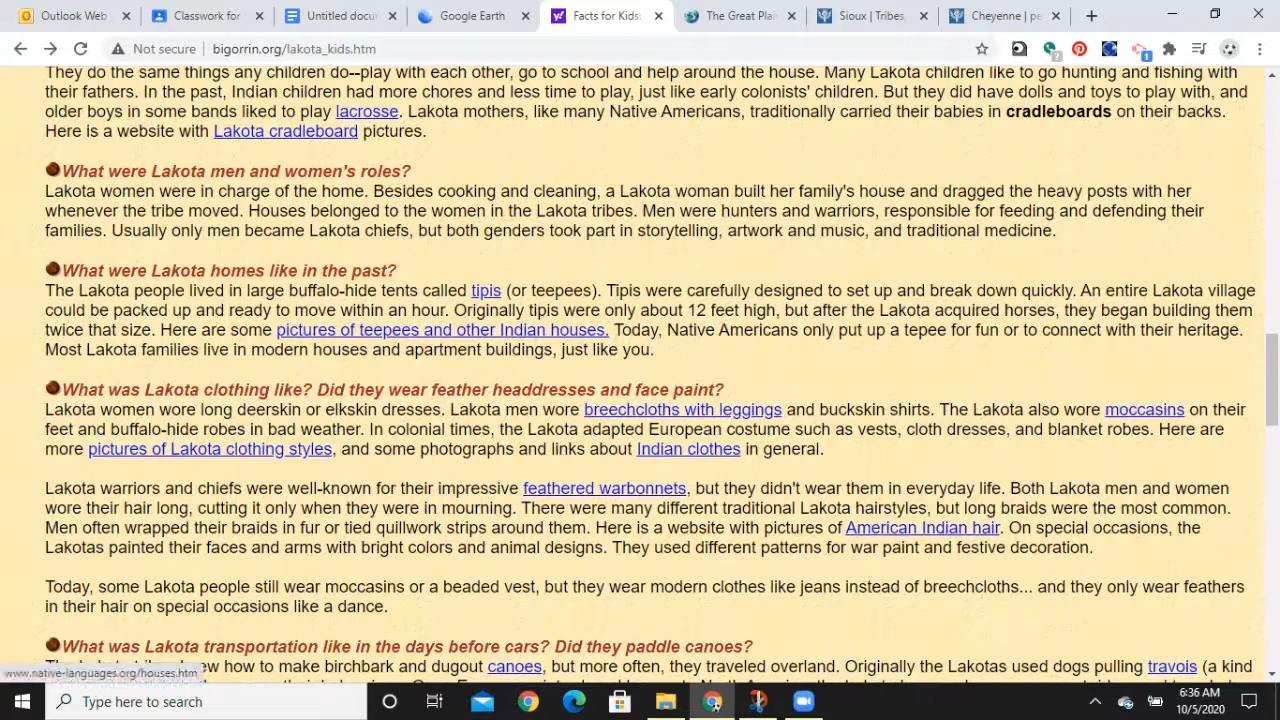 Outlook Web
Classwork for
Untitled docu
Google Earth
Facts for Kids:
The Great Plai
Sioux | Tribes,
Cheyenne | pe
Not secure | bigorrin.org/lakota_kids.htm
They do the same things any children do--play with each other, go to school and help around the house. Many Lakota children like to go hunting and fishing with
their fathers. In the past, Indian children had more chores and less time to play, just like early colonists' children. But they did have dolls and toys to play with, and
older boys in some bands liked to play lacrosse. Lakota mothers, like many Native Americans, traditionally carried their babies in cradleboards on their backs.
Here is a website with Lakota cradleboard pictures.
What were Lakota men and women's roles?
Lakota women were in charge of the home. Besides cooking and cleaning, a Lakota woman built her family's house and dragged the heavy posts with her
whenever the tribe moved. Houses belonged to the women in the Lakota tribes. Men were hunters and warriors, responsible for feeding and defending their
families. Usually only men became Lakota chiefs, but both genders took part in storytelling, artwork and music, and traditional medicine.
What were Lakota homes like in the past?
The Lakota people lived in large buffalo-hide tents called tipis (or teepees). Tipis were carefully designed to set up and break down quickly. An entire Lakota village
could be packed up and ready to move within an hour. Originally tipis were only about 12 feet high, but after the Lakota acquired horses, they began building them
twice that size. Here are some pictures of teepees and other Indian houses. Today, Native Americans only put up a tepee for fun or to connect with their heritage.
Most Lakota families live in modern houses and apartment buildings, just like you.
What was Lakota clothing like? Did they wear feather headdresses and face paint?
Lakota women wore long deerskin or elkskin dresses. Lakota men wore breechcloths with leggings and buckskin shirts. The Lakota also wore moccasins on their
feet and buffalo-hide robes in bad weather. In colonial times, the Lakota adapted European costume such as vests, cloth dresses, and blanket robes. Here are
more pictures of Lakota clothing styles, and some photographs and links about Indian clothes in general.
Lakota warriors and chiefs were well-known for their impressive feathered warbonnets, but they didn't wear them in everyday life. Both Lakota men and women
wore their hair long, cutting it only when they were in mourning. There were many different traditional Lakota hairstyles, but long braids were the most common.
Men often wrapped their braids in fur or tied quillwork strips around them. Here is a website with pictures of American Indian hair. On special occasions, the
Lakotas painted their faces and arms with bright colors and animal designs. They used different patterns for war paint and festive decoration.
Today, some Lakota people still wear moccasins or a beaded vest, but they wear modern clothes like jeans instead of breechcloths... and they only wear feathers
in their hair on special occasions like a dance.
What was Lakota transportation like in the days before cars? Did they paddle canoes?
how to make birchbark and dugout canoes, but more often, they traveled overland. Originally the Lakotas used dogs pulling travois (a kind
www.native-languages.org/houses.htm
Type here to search
6:36 AM
10/5/2020